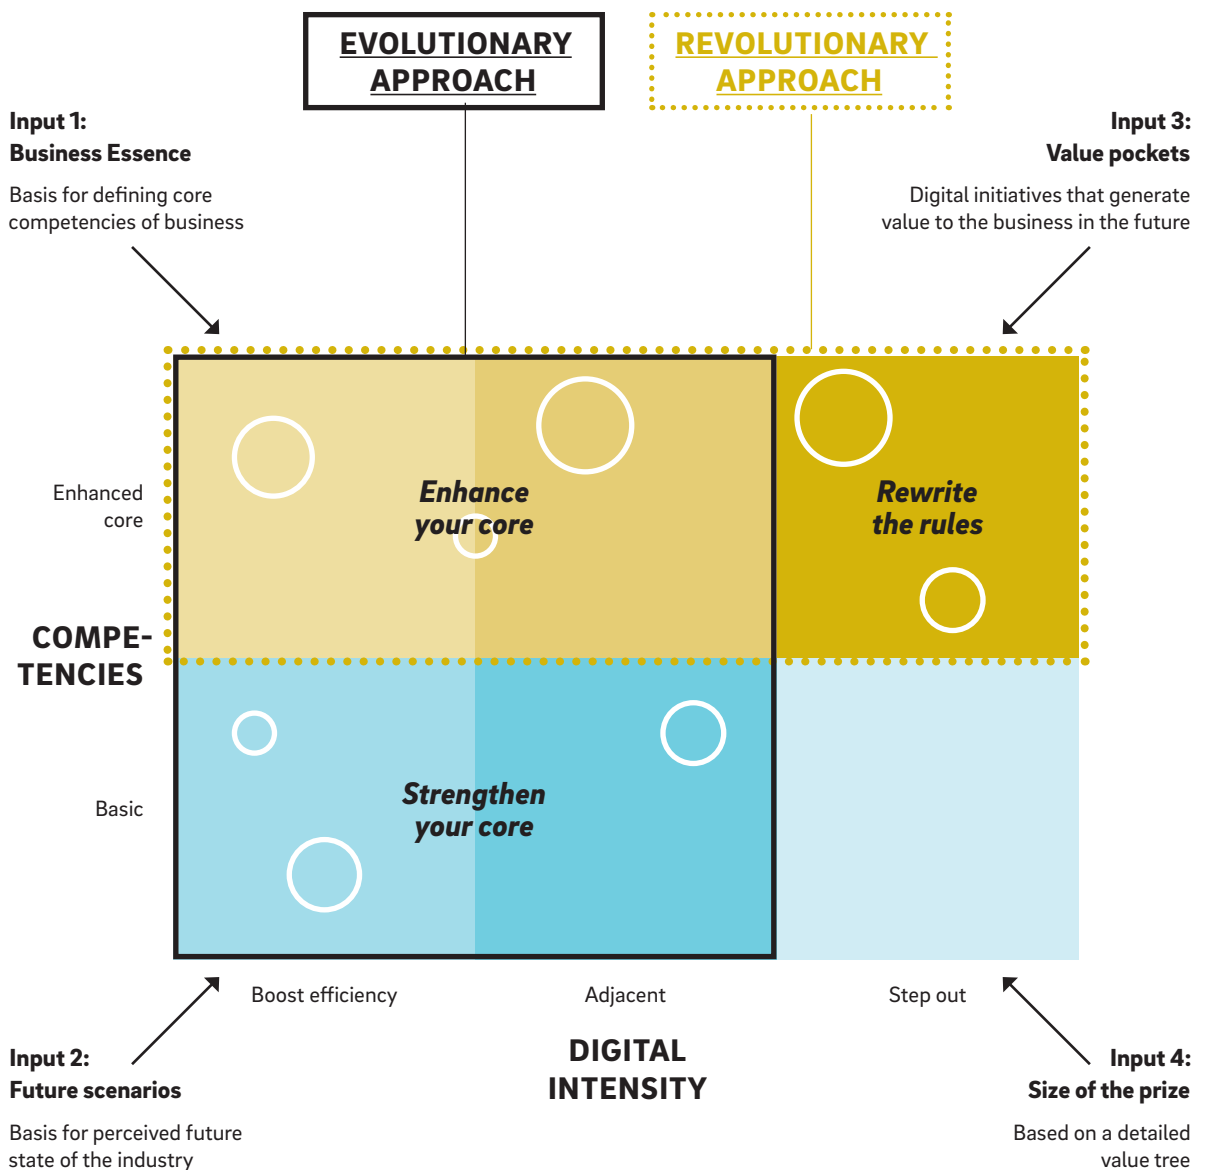 EVOLUTIONARY
APPROACH
REVOLUTIONARY
APPROACH
Input 1:
Business Essence
Basis for defining core
competencies of business
Input 3:
Value pockets
Digital initiatives that generate
value to the business in the future
Enhanced
core
Enhance
your core
Rewrite
the rules
COMPE-
TENCIES
Basic
Strengthen
your core
Boost efficiency
Adjacent
Step out
DIGITAL
INTENSITY
Input 2:
Future scenarios
Basis for perceived future
state of the industry
Input 4:
Size of the prize
Based on a detailed
value tree